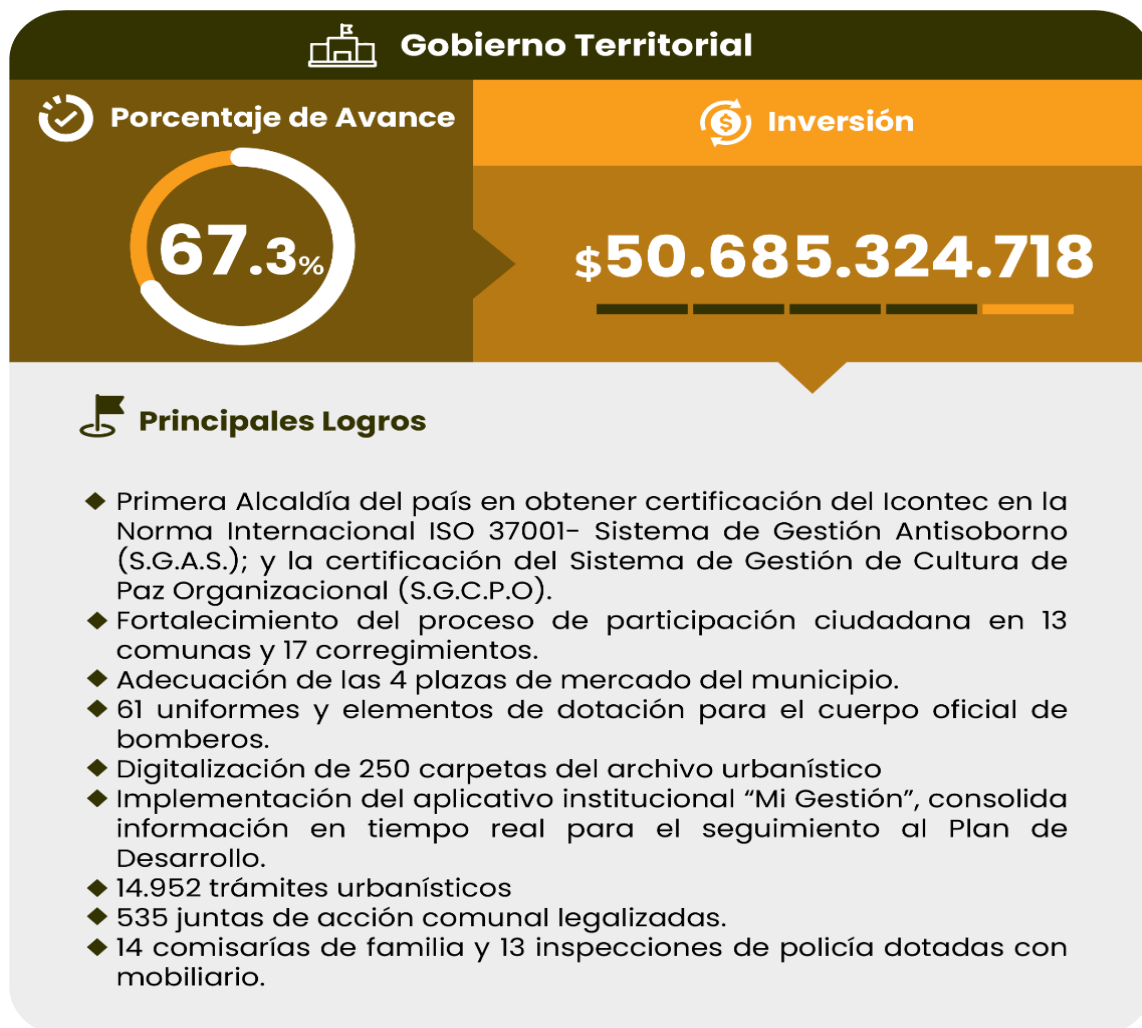 Gobierno Territorial
Porcentaje de Avance
Inversión
67.3%
$50.685.324.718
Principales Logros
Primera Alcaldía del país en obtener certificación del Icontec en la
Norma Internacional ISO 37001- Sistema de Gestión Antisoborno
(S.G.A.S.); y la certificación del Sistema de Gestión de Cultura de
Paz Organizacional (S.G.C.P.O).
Fortalecimiento del proceso de participación ciudadana en 13
comunas y 17 corregimientos.
Adecuación de las 4 plazas de mercado del municipio.
61 uniformes y elementos de dotación para el cuerpo oficial de
bomberos.
Digitalización de 250 carpetas del archivo urbanístico
Implementación del aplicativo institucional “Mi Gestión”, consolida
información en tiempo real para el seguimiento al Plan de
Desarrollo.
14.952 trámites urbanísticos
535 juntas de acción comunal legalizadas.
14 comisarías de familia y 13 inspecciones de policía dotadas con
mobiliario.